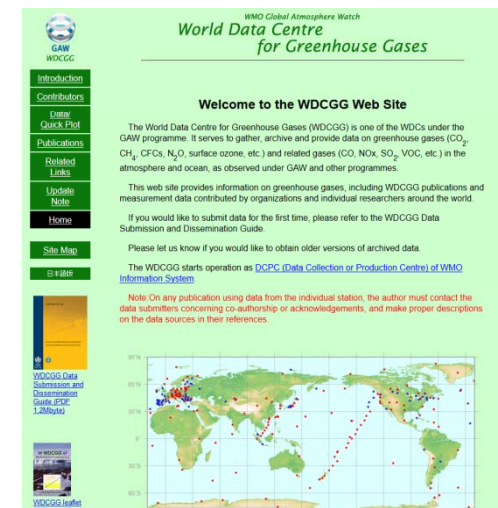 WMO Global Atmosphere Watch
World Data Centre
for Greenhouse Gases
GAW
WDCGG
Introduction
Contributors
Data/
Quick Plot
Publications
Related
Links
Update
Note
Home
Site Map
日本語版
WDCGG Data
Submission and
Dissemination
Guide (PDF
1.2Mbyte)
WDCGG leaflet
Welcome to the WDCGG Web Site
The World Data Centre for Greenhouse Gases (WDCGG) is one of the WDCs under the
GAW programme. It serves to gather, archive and provide data on greenhouse gases (CO2,
CH4, CFCs, N2O, surface ozone, etc.) and related gases (CO, NOx, SO2, VOC, etc.) in the
atmosphere and ocean, as observed under GAW and other programmes.
This web site provides information on greenhouse gases, including WDCGG publications and
measurement data contributed by organizations and individual researchers around the world.
If you would like to submit data for the first time, please refer to the WDCGG Data
Submission and Dissemination Guide.
Please let us know if you would like to obtain older versions of archived data.
The WDCGG starts operation as DCPC (Data Collection or Production Centre) of WMO
Information System.
Note:On any publication using data from the individual station, the author must contact the
data submitters concerning co-authorship or acknowledgements, and make proper descriptions
on the data sources in their references.
90°N
60°N
30°N
0°
30°S
60°S